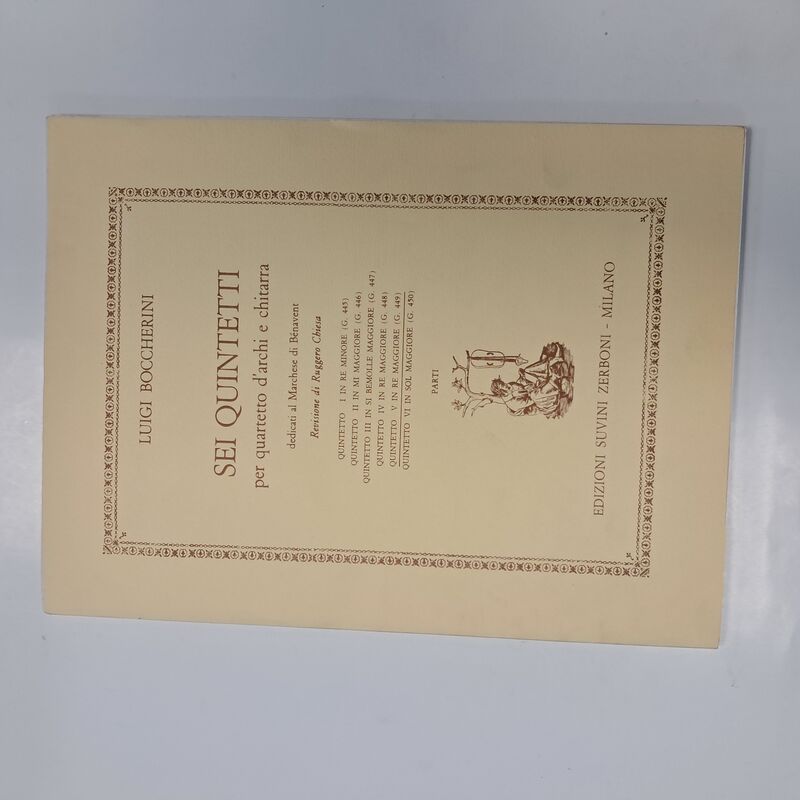 LUIGI BOCCHERINI
SEI QUINTETTI
per quartetto d'archi e chitarra
dedicati al Marchese di Bénavent
Revisione di Ruggero Chiesa
QUINTETTO I IN RE MINORE (G. 445)
QUINTETTO II IN MI MAGGIORE (G. 446)
QUINTETTO III IN SI BEMOLLE MAGGIORE (G. 447)
QUINTETTO IV IN RE MAGGIORE (G. 448)
QUINTETTO V IN RE MAGGIORE (G. 449)
QUINTETTO VI IN SOL MAGGIORE (G. 450)
PARTI
EDIZIONI SUVINI ZERBONI - MILANO